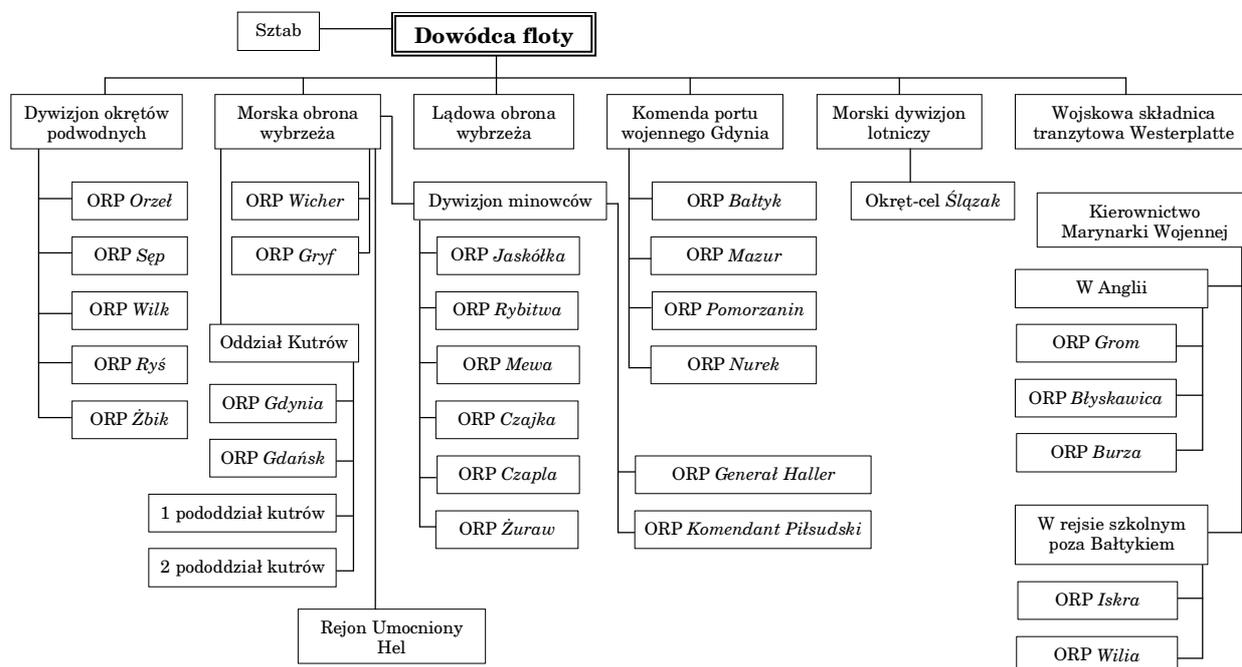 Sztab
Dowódca floty
Dywizjon okrętów
podwodnych
Morska obrona
wybrzeża
Lądowa obrona
wybrzeża
Komenda portu
wojennego Gdynia
Morski dywizjon
lotniczy
Wojskowa składnica
tranzytowa Westerplatte
ORP Orzeł
ORP Sęp
ORP Wilk
ORP Ryś
ORP Żbik
ORP Wicher
ORP Gryf
Oddział Kutrów
ORP Gdynia
ORP Gdańsk
1 pododdział kutrów
2 pododdział kutrów
Rejon Umocniony
Hel
Dywizjon minowców
ORP Jaskółka
ORP Rybitwa
ORP Mewa
ORP Czajka
ORP Czapla
ORP Żuraw
ORP Generał Haller
ORP Komendant Piłsudski
ORP Bałtyk
ORP Mazur
ORP Pomorzanin
ORP Nurek
Okręt-cel Ślązak
Kierownictwo
Marynarki Wojennej
W Anglii
ORP Grom
ORP Błyskawica
ORP Burza
W rejsie szkolnym
poza Bałtykiem
ORP Iskra
ORP Wilia